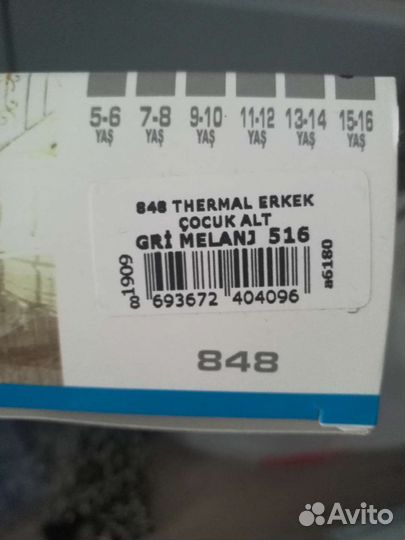 5-6 7-8 9-10 11-12 13-14 15-16
YAŞ YAŞ YAŞ YAŞ YAŞ YAŞ
848 THERMAL ERKEK
ÇOCUK ALT
GRİ MELANJ 516
81909
a6180
8 693672 404096
848
Avito